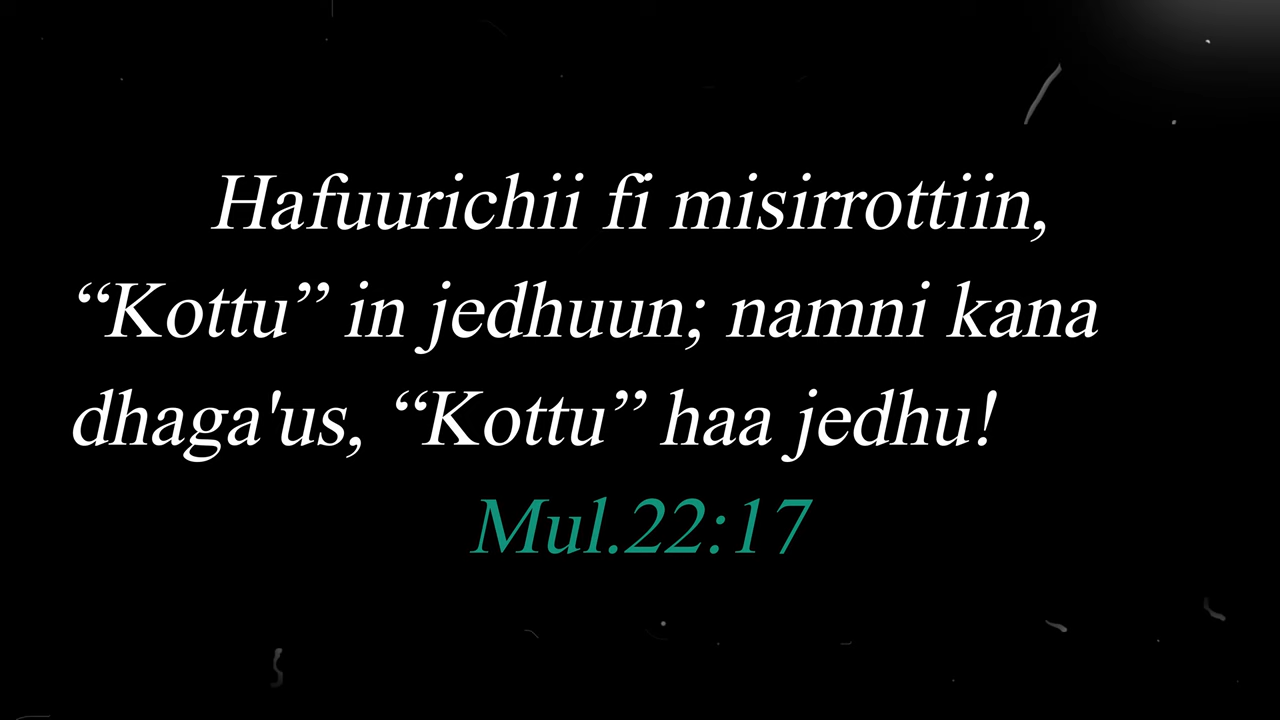 Hafuurichii fi misirrottiin,
“Kottu” in jedhuun; namni kana
dhaga'us, “Kottu” haa jedhu!
Mul.22:17